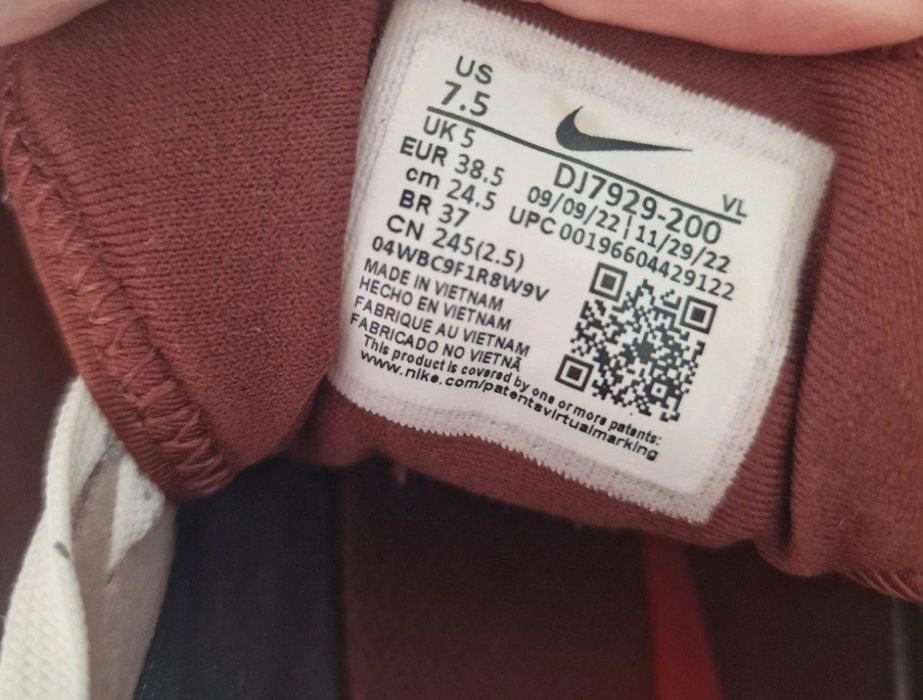 US
7.5
UK 5
EUR 38.5
cm 24.5
BR 37
CN 245(2.5)
04WBC9F1R8W9V
VL
DJ7929-200
09/09/22 | 11/29/22
UPC 00196604429122
MADE IN VIETNAM
HECHO EN VIETNAM
FABRIQUE AU VIETNAM
FABRICADO NO VIETNÃ
This product is covered by one or more patents:
www.nike.com/patentsvirtualmarking